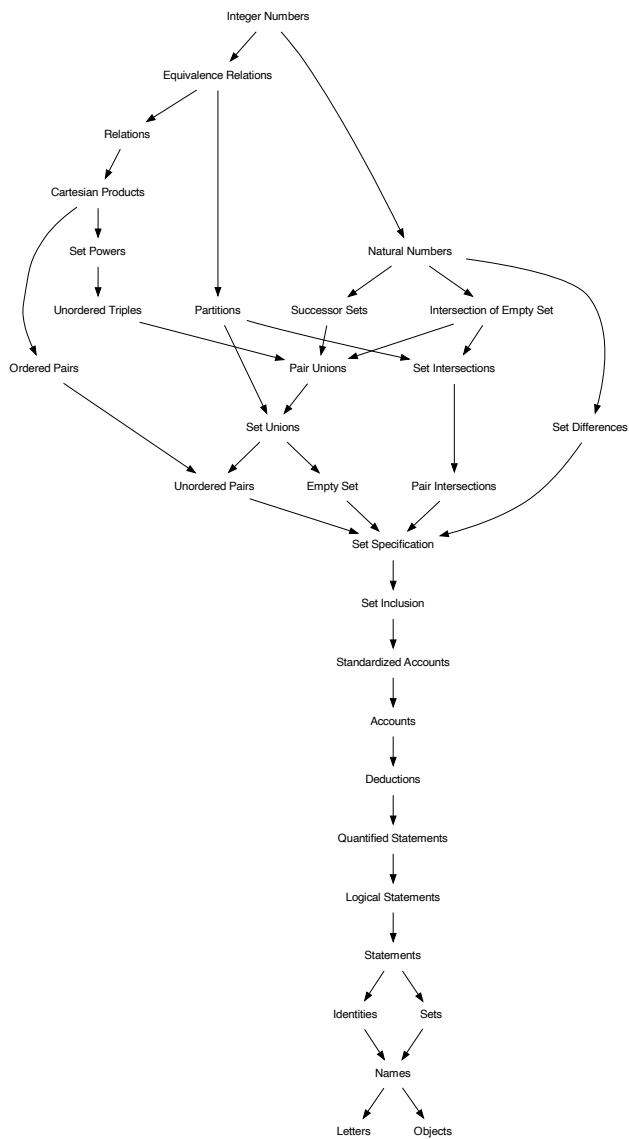 Integer Numbers
Equivalence Relations
Relations
Cartesian Products
Set Powers
Natural Numbers
Unordered Triples
Partitions
Successor Sets
Intersection of Empty Set
Ordered Pairs
Pair Unions
Set Intersections
Set Unions
Set Differences
Unordered Pairs
Empty Set
Pair Intersections
Set Specification
Set Inclusion
Standardized Accounts
Accounts
Deductions
Quantified Statements
Logical Statements
Statements
Identities
Sets
Names
Letters
Objects